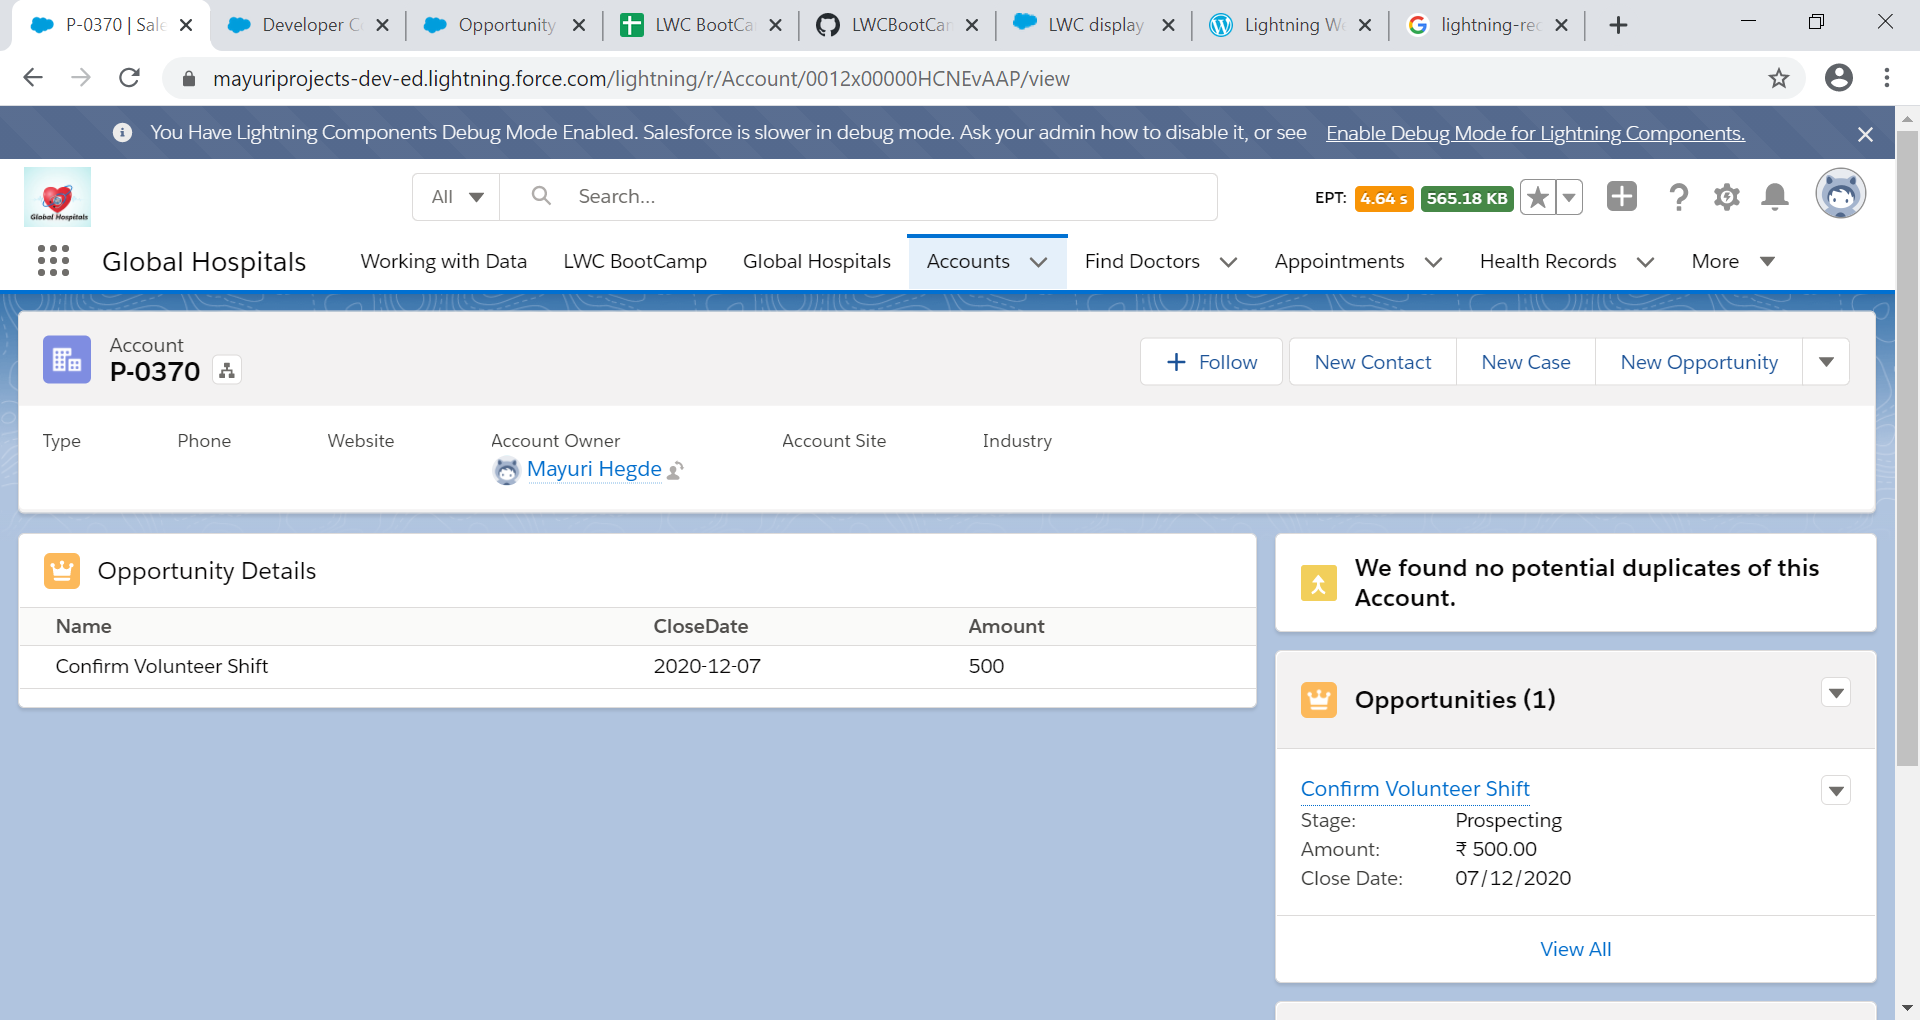 P-0370 | Sale
Developer C
Opportunity
LWC BootCa
LWCBootCar
LWC display
Lightning We
lightning-rec
mayuriprojects-dev-ed.lightning.force.com/lightning/r/Account/0012x00000HCNEvAAP/view
You Have Lightning Components Debug Mode Enabled. Salesforce is slower in debug mode. Ask your admin how to disable it, or see Enable Debug Mode for Lightning Components.
Global Hospitals
All
Search...
EPT: 4.64 s 565.18 KB
Global Hospitals
Working with Data
LWC BootCamp
Global Hospitals
Accounts
Find Doctors
Appointments
Health Records
More
Account
P-0370
Follow
New Contact
New Case
New Opportunity
Type
Phone
Website
Account Owner
Account Site
Industry
Mayuri Hegde
Opportunity Details
Name CloseDate Amount
Confirm Volunteer Shift 2020-12-07 500
We found no potential duplicates of this
Account.
Opportunities (1)
Confirm Volunteer Shift
Stage: Prospecting
Amount: ₹ 500.00
Close Date: 07/12/2020
View All